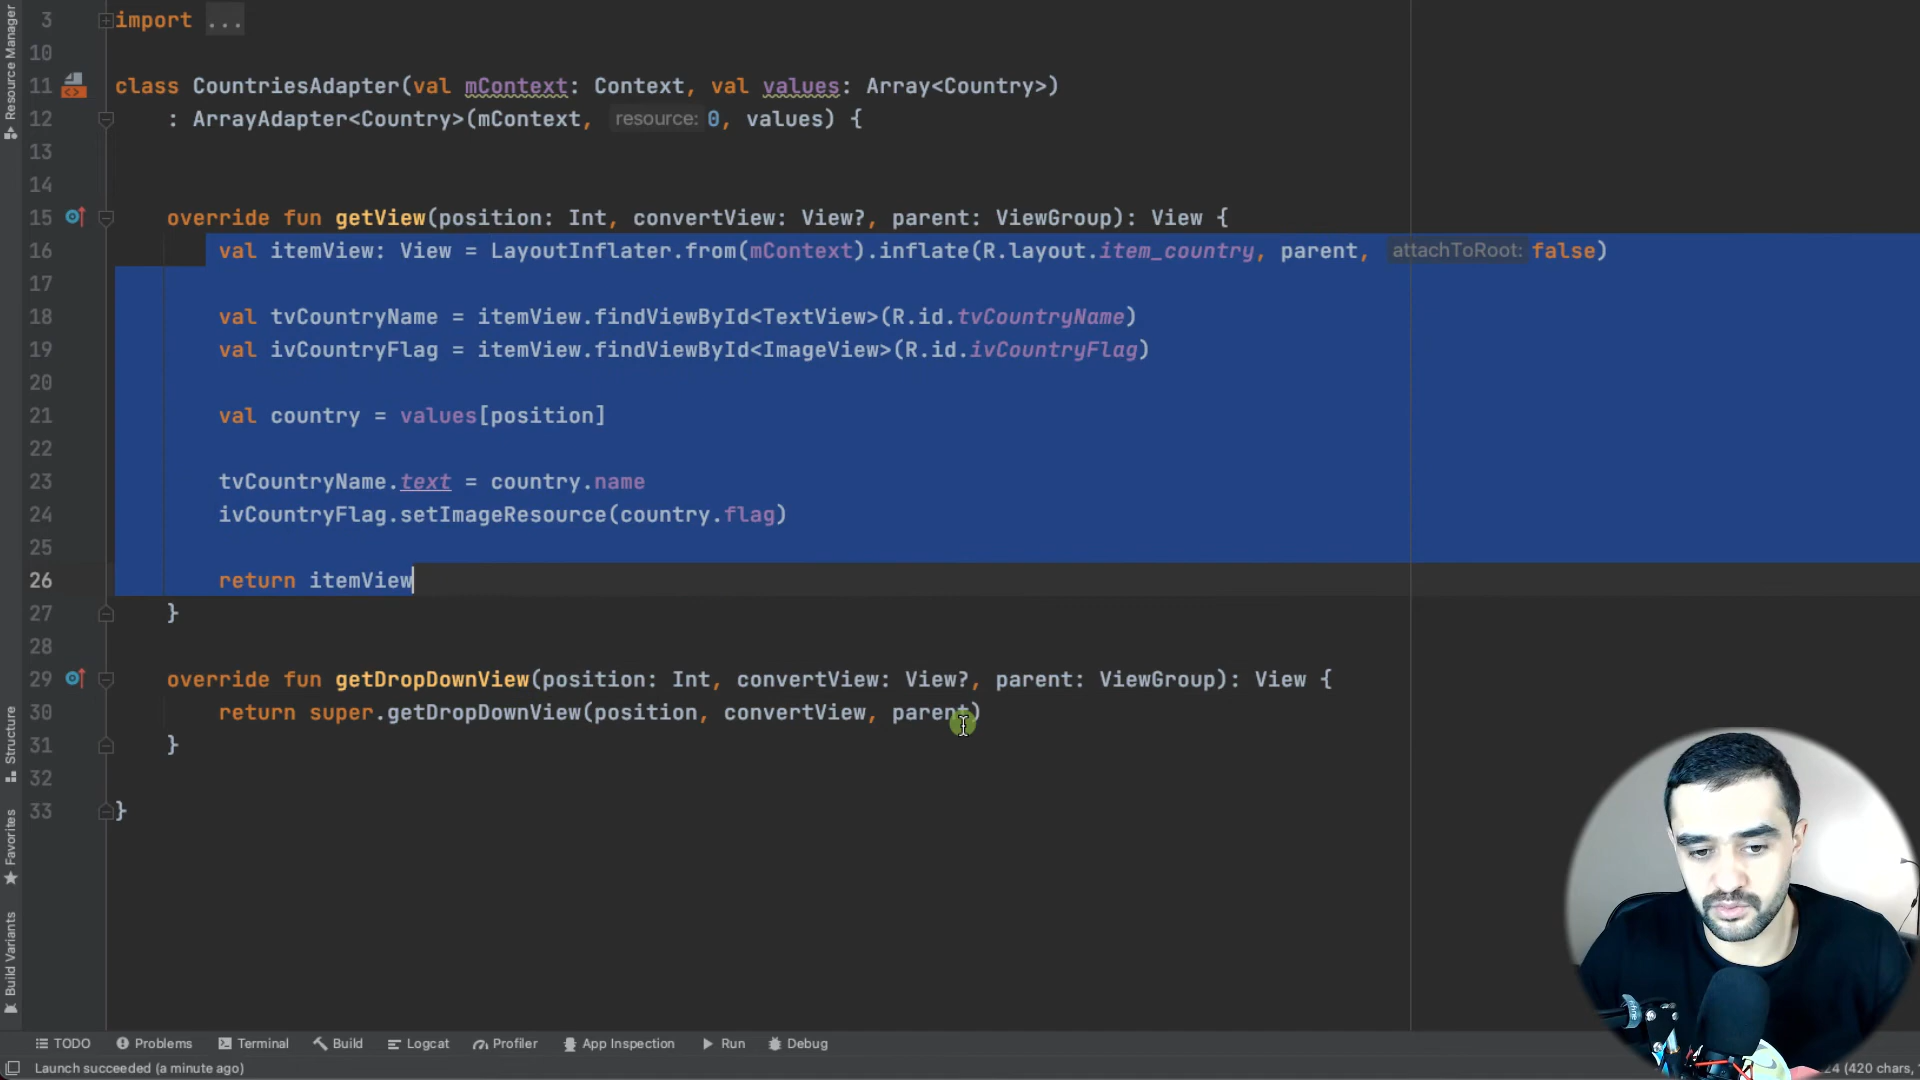 Resource Manager
3 import ...
10
11 class CountriesAdapter(val mContext: Context, val values: Array<Country>)
12 : ArrayAdapter<Country>(mContext, resource: 0, values) {
13
14
15 override fun getView(position: Int, convertView: View?, parent: ViewGroup): View {
16 val itemView: View = LayoutInflater.from(mContext).inflate(R.layout.item_country, parent, attachToRoot: false)
17
18 val tvCountryName = itemView.findViewById<TextView>(R.id.tvCountryName)
19 val ivCountryFlag = itemView.findViewById<ImageView>(R.id.ivCountryFlag)
20
21 val country = values[position]
22
23 tvCountryName.text = country.name
24 ivCountryFlag.setImageResource(country.flag)
25
26 return itemView
27 }
28
29 override fun getDropDownView(position: Int, convertView: View?, parent: ViewGroup): View {
30 return super.getDropDownView(position, convertView, parent)
31 }
32
33 }
Structure
Favorites
Build Variants
TODO Problems Terminal Build Logcat Profiler App Inspection Run Debug
Launch succeeded (a minute ago) (420 chars,